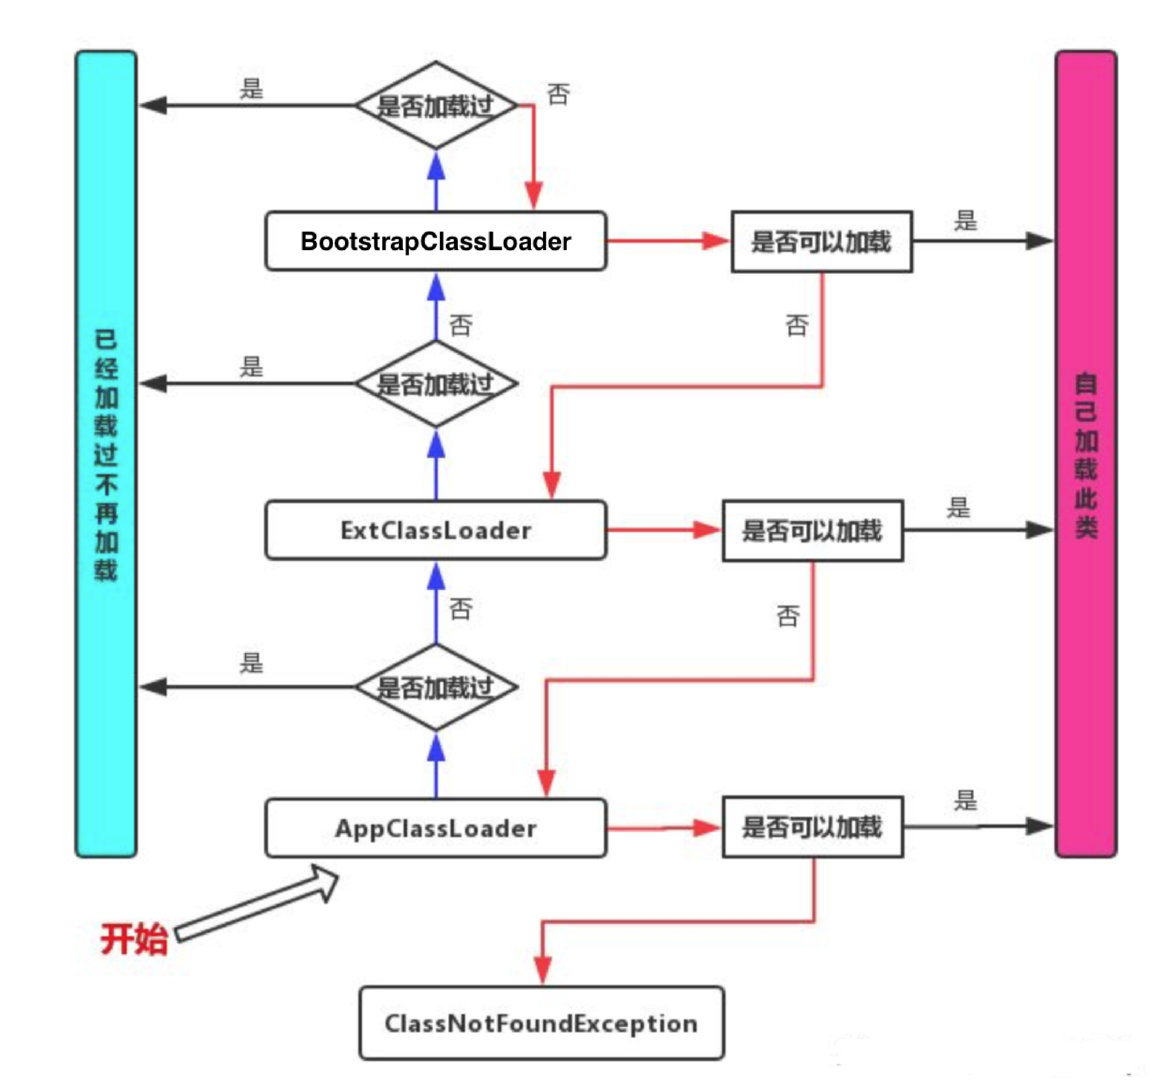 是
是否加载过
否
BootstrapClassLoader
是否可以加载
是
否
否
是
是否加载过
已经加载过不再加载
自己加载此类
ExtClassLoader
是否可以加载
是
否
否
是
是否加载过
AppClassLoader
是否可以加载
是
开始
ClassNotFoundException